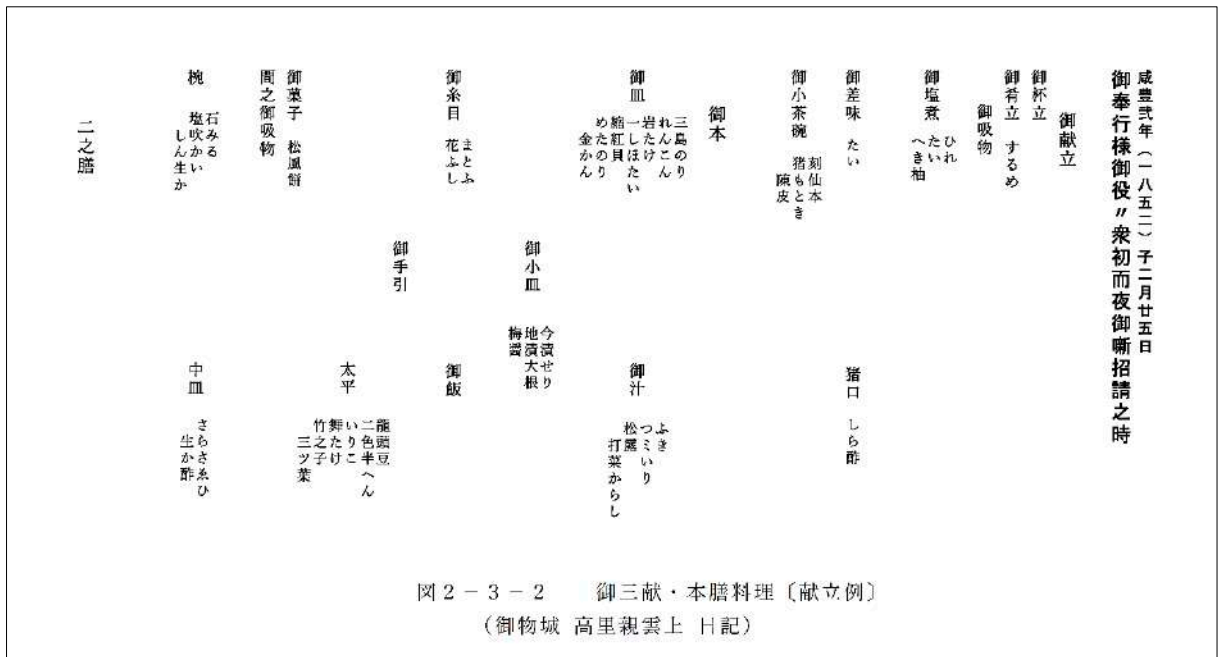 咸豊弐年（一八五二）子二月廿五日
御奉行様御役〃衆初而夜御噺招請之時
御献立
御杯立
御肴立　するめ
御吸物
御塩煮
ひれ
たい
へき柚
御差味　たい
猪口　しら酢
御小茶碗
刻仙本
猪もとき
陳皮
御本
御皿
三島のり
れんこん
岩たけ
一しほたい
縮紅貝
めたのり
金かん
御汁
ふき
つミいり
松露
打菜からし
御小皿
今漬せり
地漬大根
梅醤
御糸目
まとふ
花ふし
御飯
御手引
太平
龍頭豆
二色半へん
いりこ
舞たけ
竹之子
三ツ葉
御菓子　松風餅
間之御吸物
椀
石みる
塩吹かい
しん生か
中皿
さらさゑひ
生か酢
二之膳
図2－3－2　御三献・本膳料理〔献立例〕
（御物城 高里親雲上 日記）